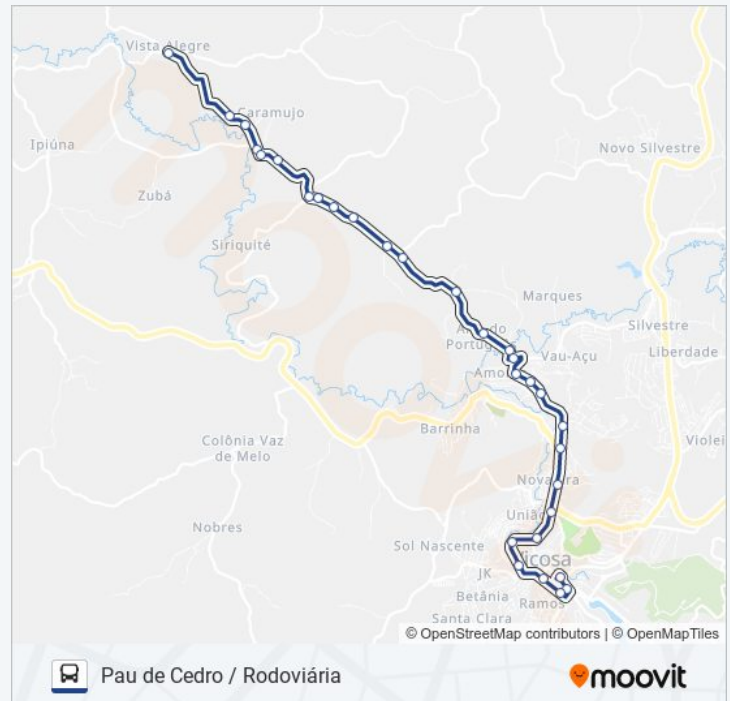 Vista Alegre
Caramujo
Ipiúna
Novo Silvestre
Zubá
Siriquité
Marques
Silvestre
Vau-Açu
Liberdade
Barrinha
Colônia Vaz
de Melo
Violei
União
Nobres
Sol Nascente
JK
Betânia
Ramos
Santa Clara
© OpenStreetMap contributors | © OpenMapTiles
Pau de Cedro / Rodoviária
moovit